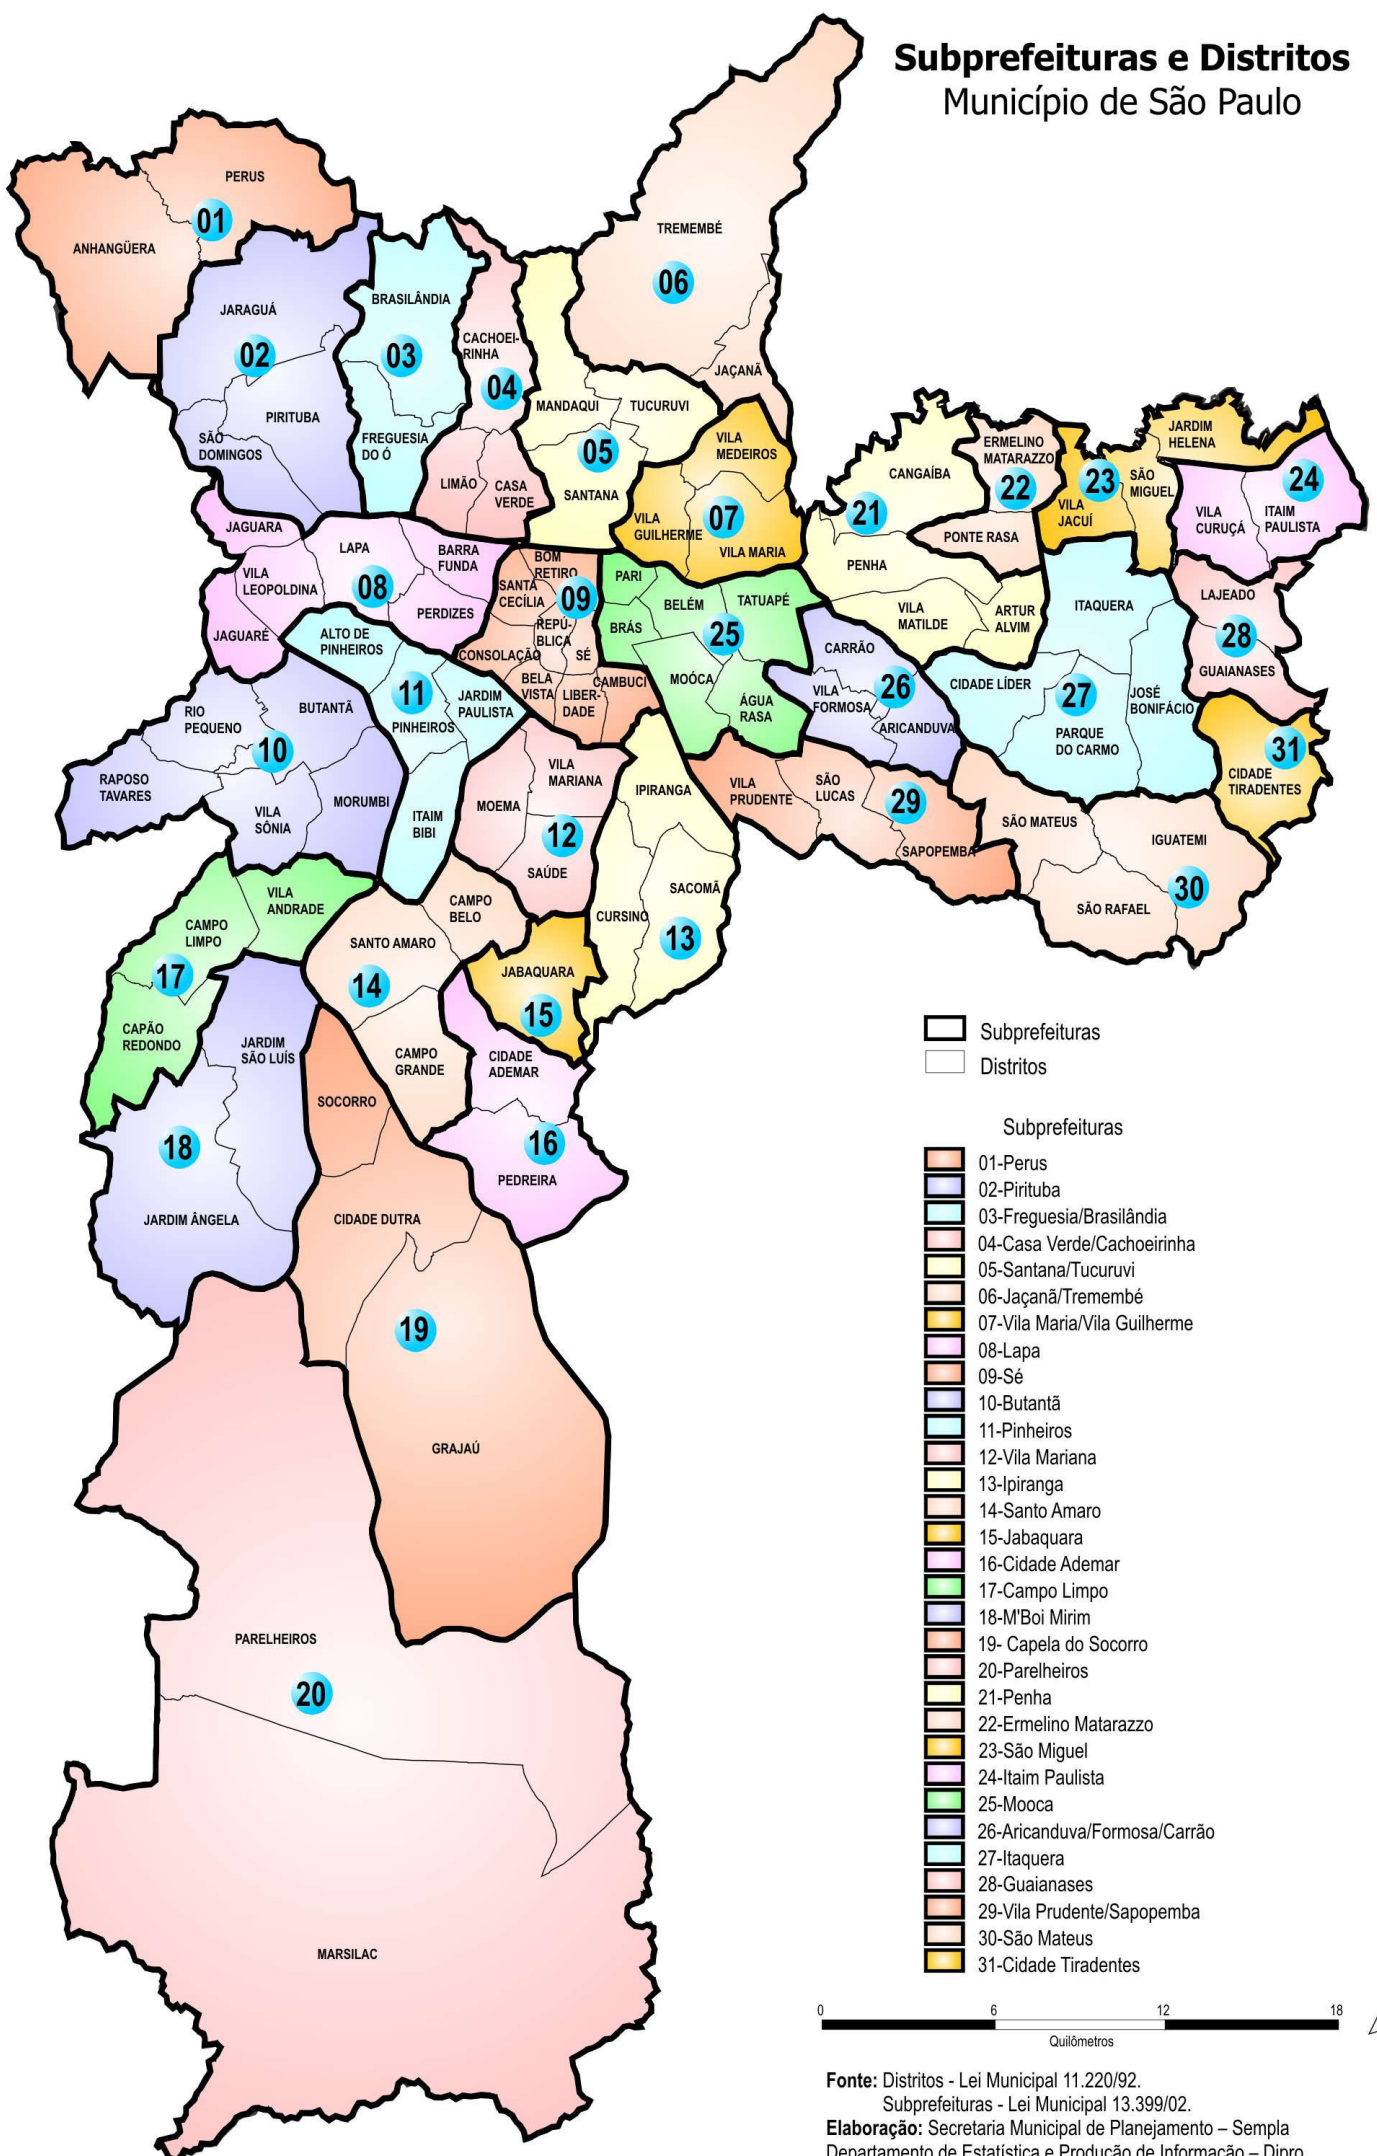 Subprefeituras e Distritos
Município de São Paulo
PERUS
01
ANHANGÜERA
TREMEMBÉ
06
JAÇANÃ
JARAGUÁ
02
PIRITUBA
SÃO
DOMINGOS
BRASILÂNDIA
03
FREGUESIA
DO Ó
CACHOEI-
RINHA
04
LIMÃO
CASA
VERDE
MANDAQUI
TUCURUVI
05
SANTANA
VILA
MEDEIROS
07
VILA
GUILHERME
VILA MARIA
CANGAÍBA
21
PENHA
VILA
MATILDE
ARTUR
ALVIM
ERMELINO
MATARAZZO
22
PONTE RASA
23
VILA
JACUÍ
SÃO
MIGUEL
JARDIM
HELENA
24
VILA
CURUÇÁ
ITAIM
PAULISTA
JAGUARA
LAPA
BARRA
FUNDA
VILA
LEOPOLDINA
08
PERDIZES
JAGUARÉ
BOM
RETIRO
SANTA
CECÍLIA
09
REPÚ-
BLICA
CONSOLAÇÃO
SÉ
BELA
VISTA
LIBER-
DADE
CAMBUCI
PARI
BELÉM
TATUAPÉ
BRÁS
25
MOÓCA
ÁGUA
RASA
CARRÃO
26
VILA
FORMOSA
ARICANDUVA
ITAQUERA
CIDADE LÍDER
27
JOSÉ
BONIFÁCIO
PARQUE
DO CARMO
LAJEADO
28
GUAIANASES
31
CIDADE
TIRADENTES
ALTO DE
PINHEIROS
11
PINHEIROS
JARDIM
PAULISTA
ITAIM
BIBI
RIO
PEQUENO
BUTANTÃ
10
RAPOSO
TAVARES
VILA
SÔNIA
MORUMBI
VILA
MARIANA
MOEMA
12
SAÚDE
IPIRANGA
SACOMÃ
CURSINO
13
VILA
PRUDENTE
SÃO
LUCAS
29
SAPOPEMBA
SÃO MATEUS
IGUATEMI
30
SÃO RAFAEL
VILA
ANDRADE
CAMPO
LIMPO
17
CAPÃO
REDONDO
CAMPO
BELO
SANTO AMARO
14
CAMPO
GRANDE
JABAQUARA
15
CIDADE
ADEMAR
16
PEDREIRA
JARDIM
SÃO LUÍS
18
JARDIM ÂNGELA
SOCORRO
CIDADE DUTRA
19
GRAJAÚ
PARELHEIROS
20
MARSILAC
Subprefeituras
Distritos
Subprefeituras
01-Perus
02-Pirituba
03-Freguesia/Brasilândia
04-Casa Verde/Cachoeirinha
05-Santana/Tucuruvi
06-Jaçanã/Tremembé
07-Vila Maria/Vila Guilherme
08-Lapa
09-Sé
10-Butantã
11-Pinheiros
12-Vila Mariana
13-Ipiranga
14-Santo Amaro
15-Jabaquara
16-Cidade Ademar
17-Campo Limpo
18-M'Boi Mirim
19- Capela do Socorro
20-Parelheiros
21-Penha
22-Ermelino Matarazzo
23-São Miguel
24-Itaim Paulista
25-Mooca
26-Aricanduva/Formosa/Carrão
27-Itaquera
28-Guaianases
29-Vila Prudente/Sapopemba
30-São Mateus
31-Cidade Tiradentes
0 6 12 18
Quilômetros
Fonte: Distritos - Lei Municipal 11.220/92.
Subprefeituras - Lei Municipal 13.399/02.
Elaboração: Secretaria Municipal de Planejamento – Sempla
Departamento de Estatística e Produção de Informação – Dipro